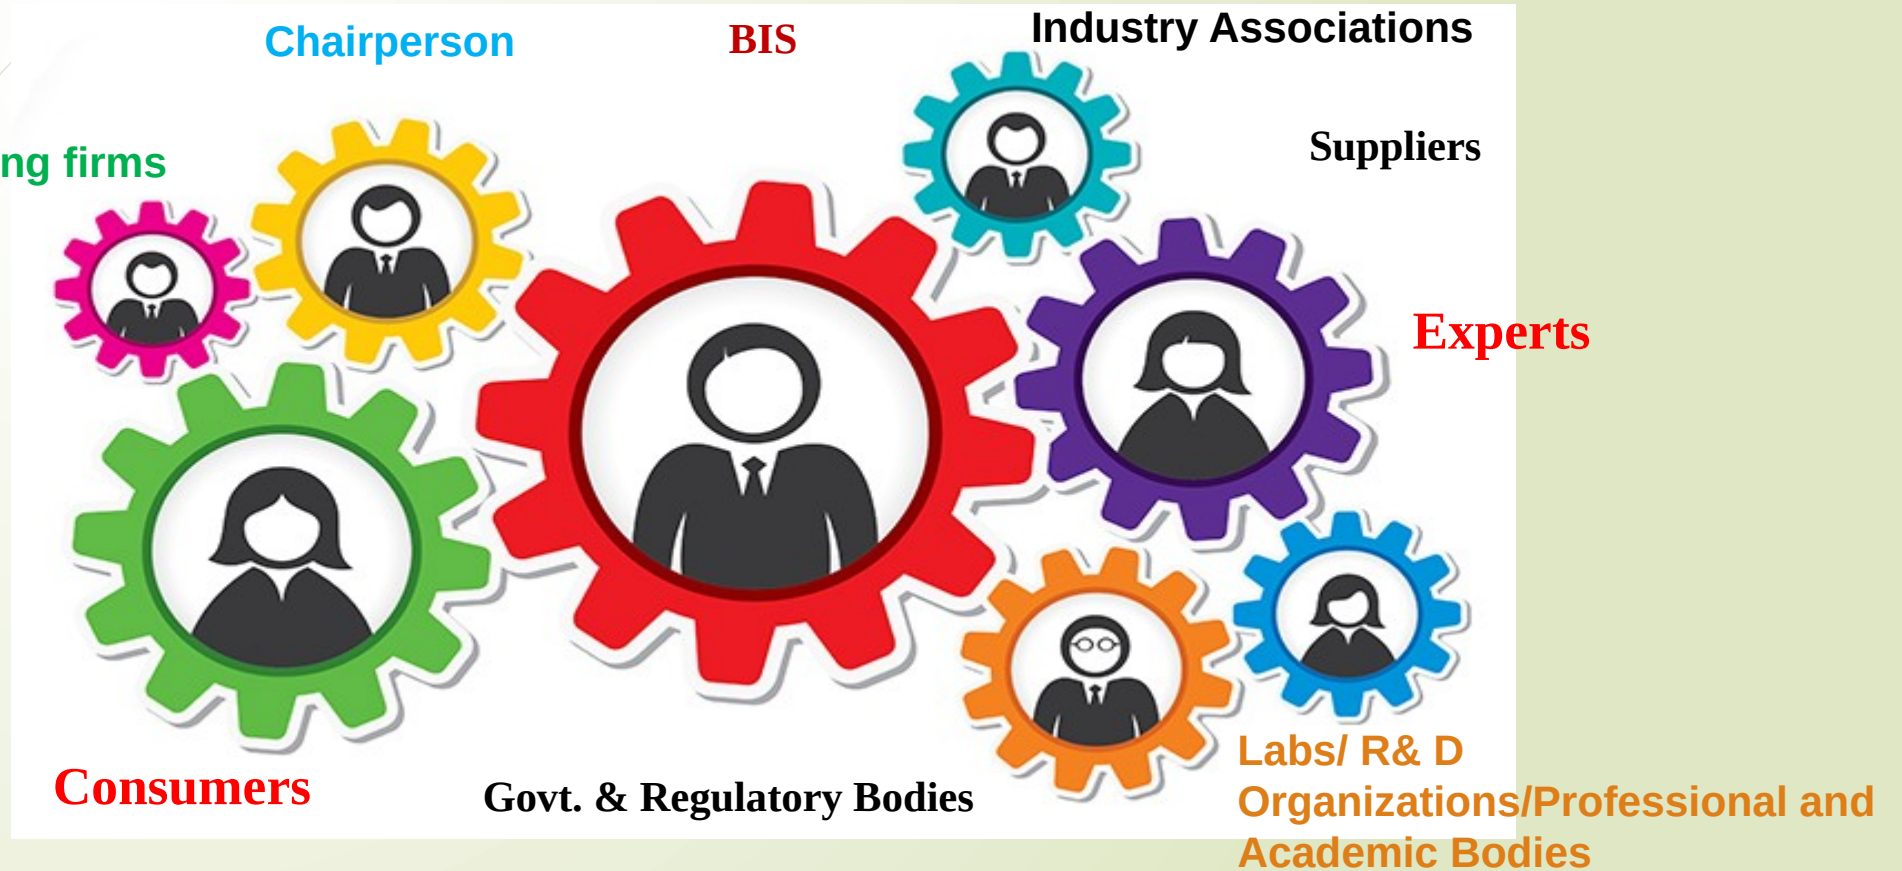 Chairperson
BIS
Industry Associations
ng firms
Suppliers
Experts
Consumers
Govt. & Regulatory Bodies
Labs/ R& D
Organizations/Professional and
Academic Bodies